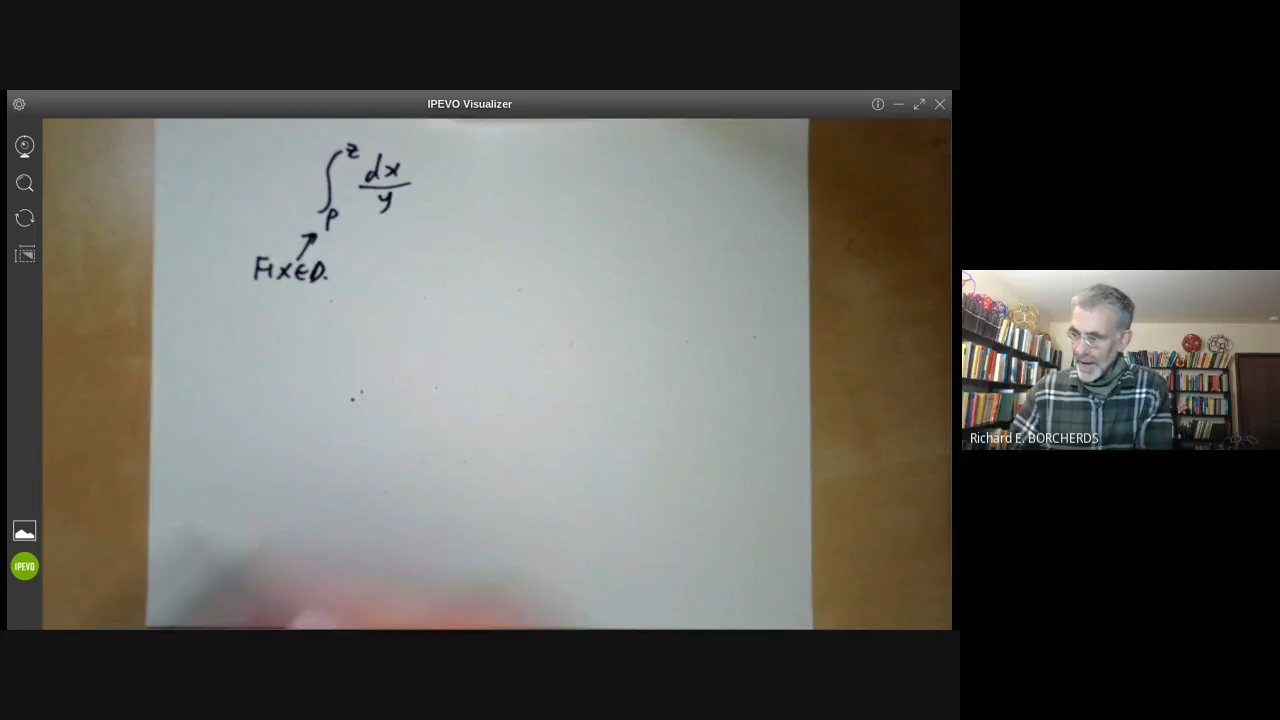 IPEVO Visualizer
∫_p^z dx/y
FIXED.
IPEVO
Richard E. BORCHERDS